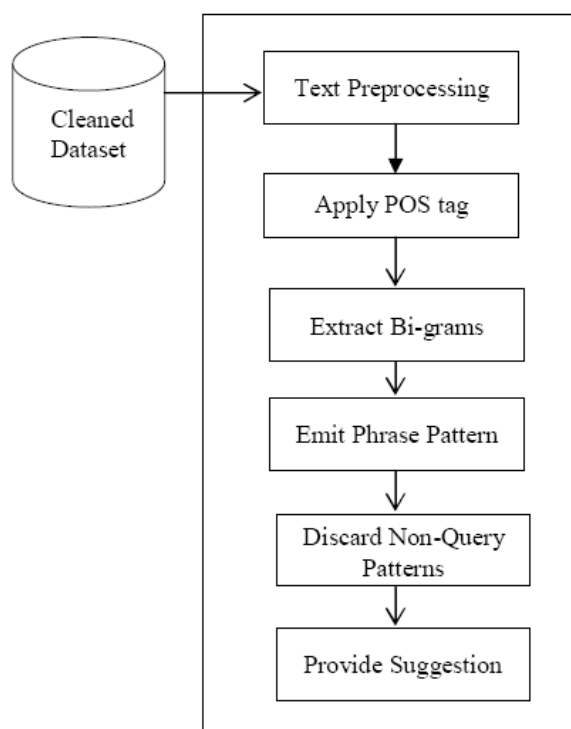 Cleaned
Dataset
Text Preprocessing
Apply POS tag
Extract Bi-grams
Emit Phrase Pattern
Discard Non-Query
Patterns
Provide Suggestion